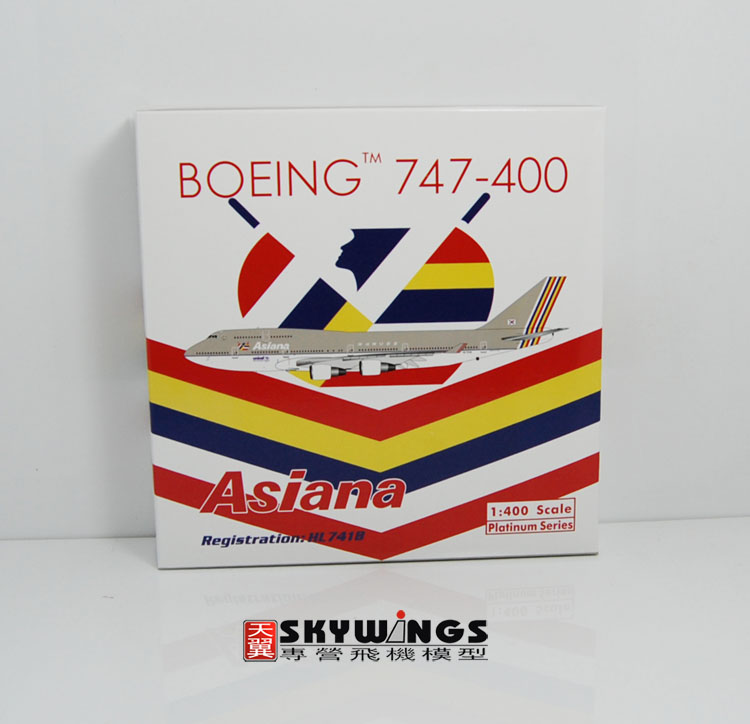 BOEING™ 747-400
Asiana
Asiana
Registration: HL7418
1:400 Scale
Platinum Series
天翼
SKYWINGS
專營飛機模型